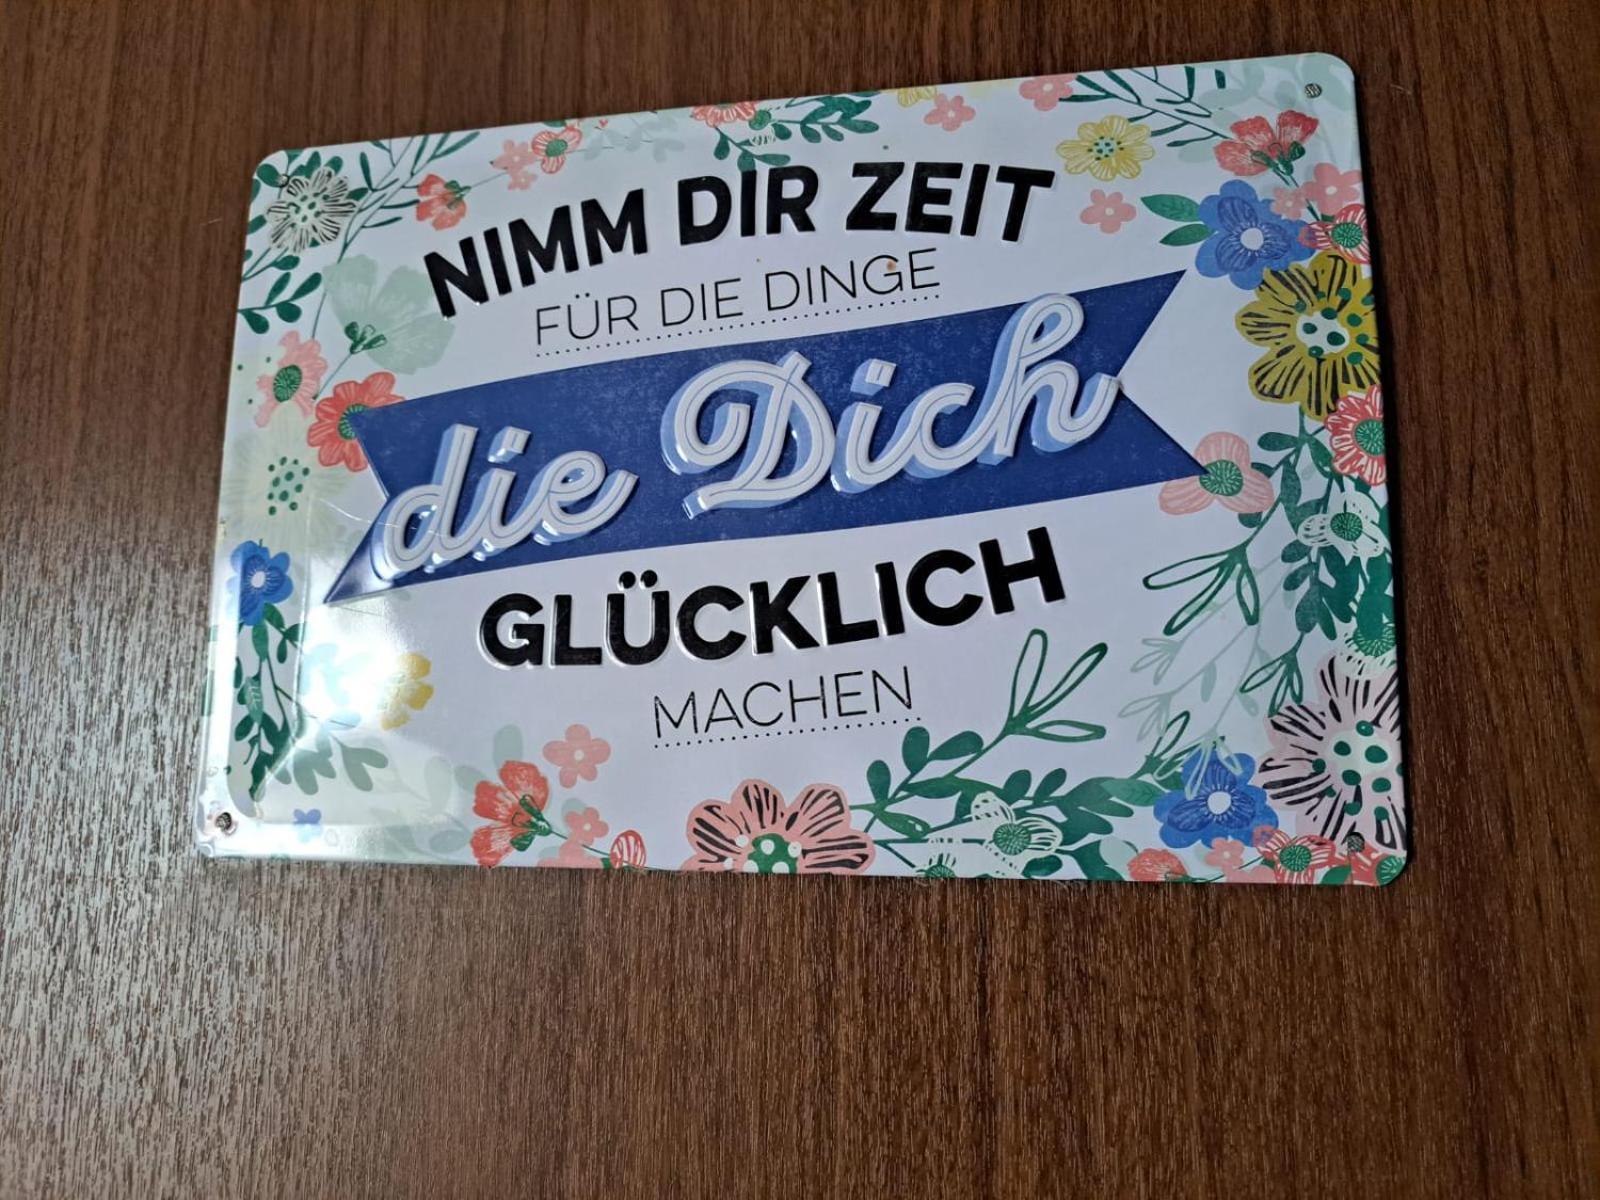 NIMM DIR ZEIT
FÜR DIE DINGE
die Dich
GLÜCKLICH
MACHEN